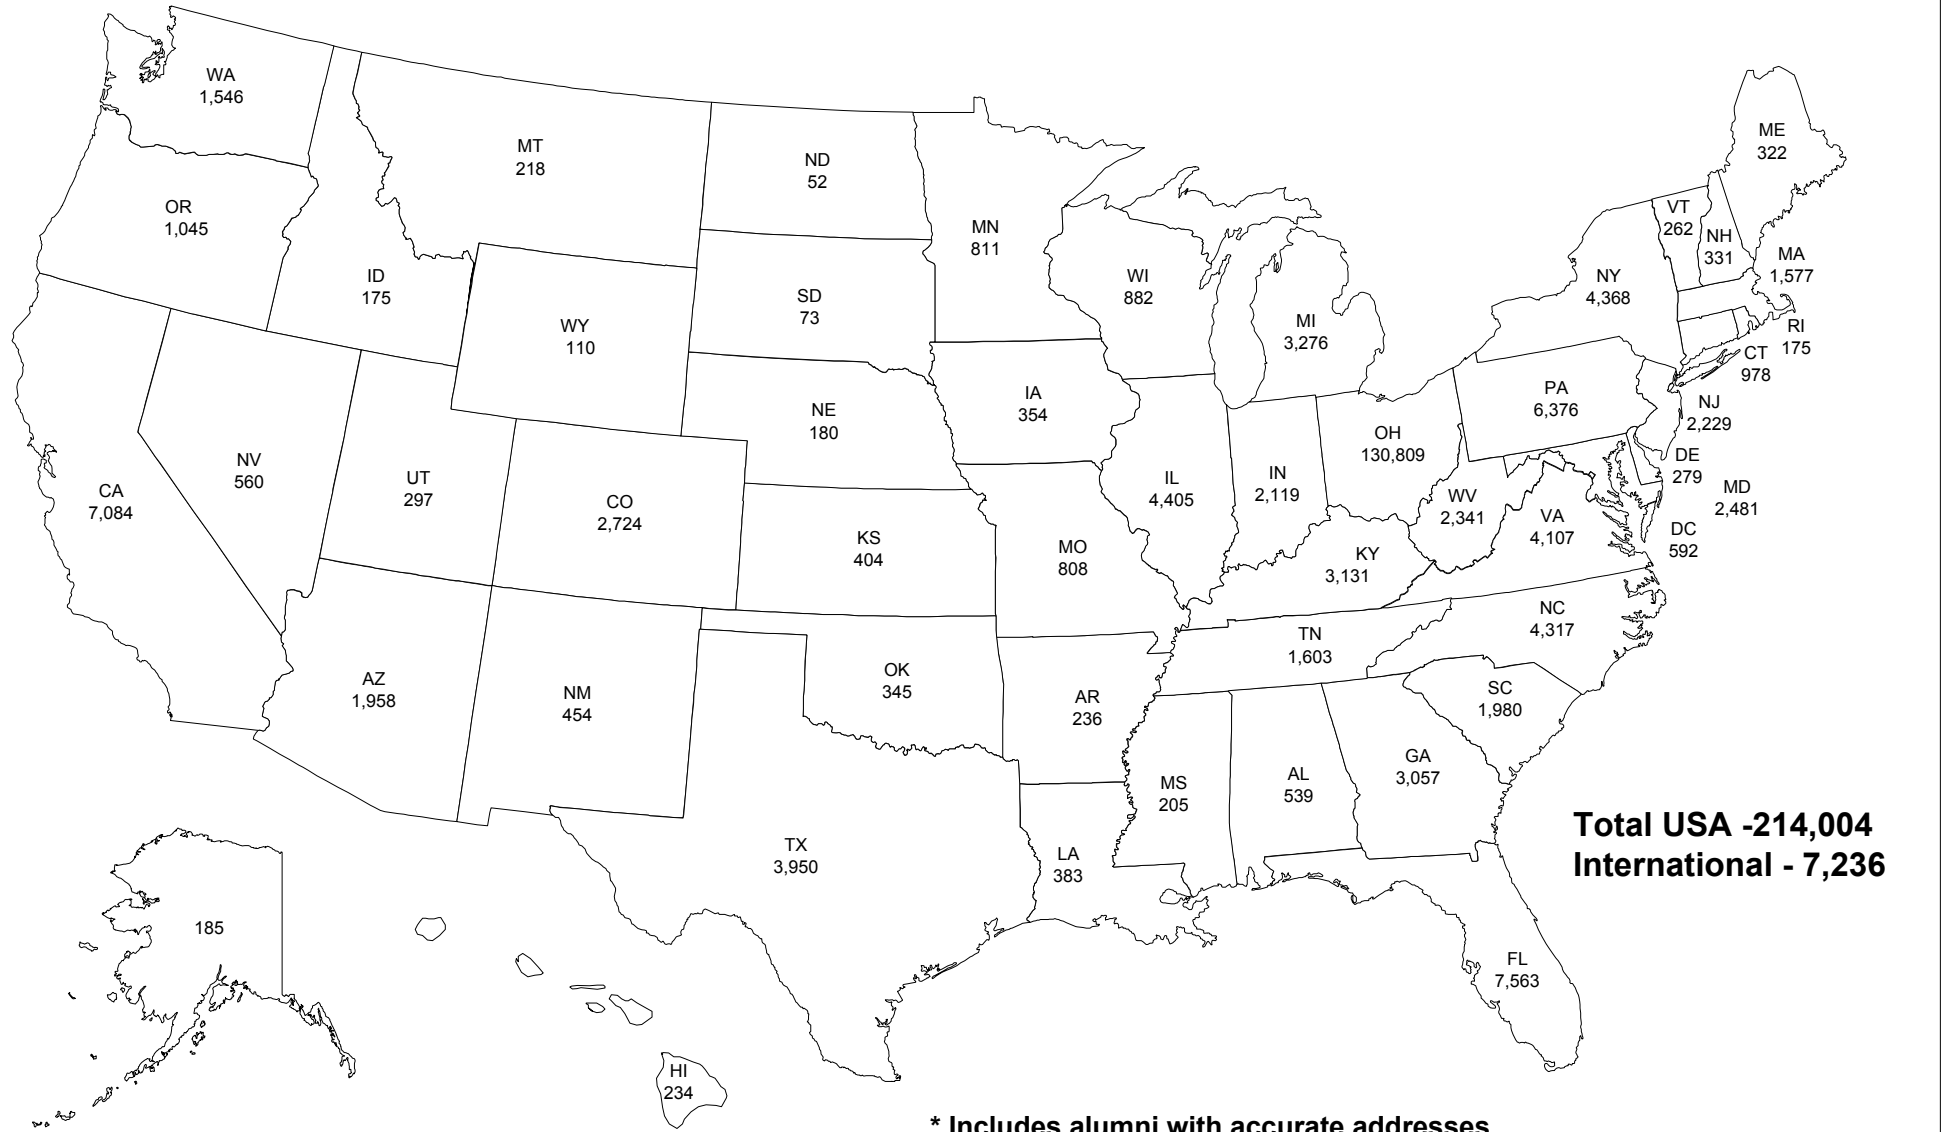 WA
1,546
OR
1,045
CA
7,084
NV
560
ID
175
MT
218
WY
110
UT
297
CO
2,724
AZ
1,958
NM
454
ND
52
SD
73
NE
180
KS
404
OK
345
TX
3,950
MN
811
IA
354
MO
808
AR
236
LA
383
WI
882
IL
4,405
MI
3,276
IN
2,119
OH
130,809
KY
3,131
TN
1,603
MS
205
AL
539
GA
3,057
FL
7,563
SC
1,980
NC
4,317
VA
4,107
WV
2,341
PA
6,376
NY
4,368
VT
262
NH
331
ME
322
MA
1,577
RI
175
CT
978
NJ
2,229
DE
279
MD
2,481
DC
592
185
HI
234
Total USA -214,004
International - 7,236
* Includes alumni with accurate addresses